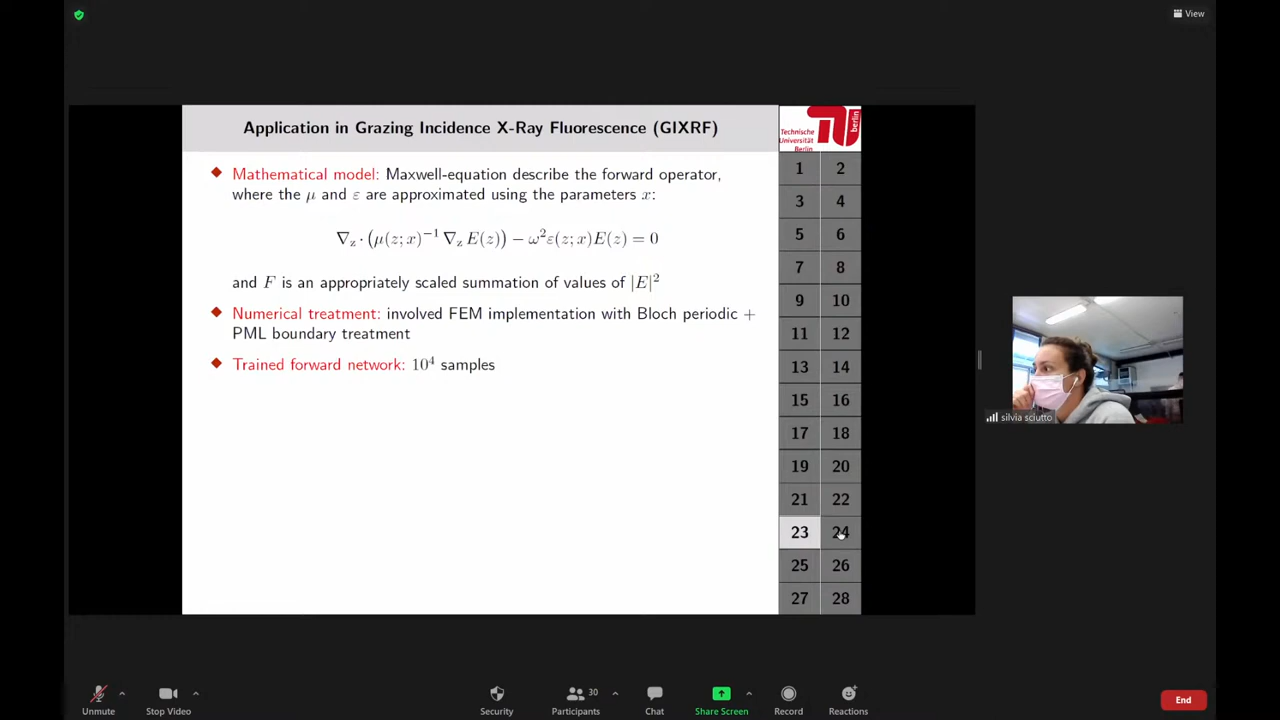 View
Application in Grazing Incidence X-Ray Fluorescence (GIXRF)
Technische
Universität
Berlin
berlin
Mathematical model: Maxwell-equation describe the forward operator,
where the μ and ε are approximated using the parameters x:
∇z · (μ(z; x)⁻¹ ∇z E(z)) − ω²ε(z; x)E(z) = 0
and F is an appropriately scaled summation of values of |E|²
Numerical treatment: involved FEM implementation with Bloch periodic +
PML boundary treatment
Trained forward network: 10⁴ samples
1 2
3 4
5 6
7 8
9 10
11 12
13 14
15 16
17 18
19 20
21 22
23 24
25 26
27 28
silvia sciutto
Unmute
Stop Video
Security
30
Participants
Chat
Share Screen
Record
Reactions
End